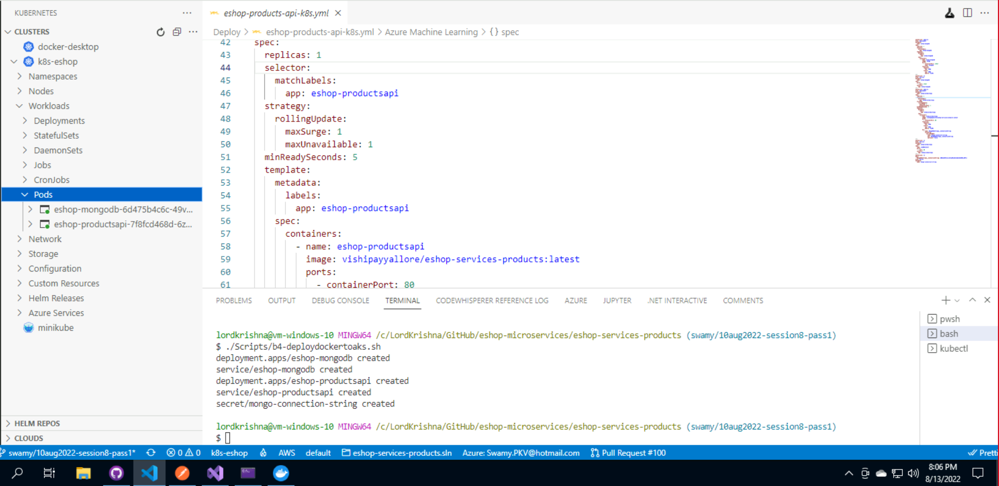 KUBERNETES
CLUSTERS
docker-desktop
k8s-eshop
Namespaces
Nodes
Workloads
Deployments
StatefulSets
DaemonSets
Jobs
CronJobs
Pods
eshop-mongodb-6d475b4c6c-49v...
eshop-productsapi-7f8fcd468d-6z...
Network
Storage
Configuration
Custom Resources
Helm Releases
Azure Services
minikube
HELM REPOS
CLOUDS
eshop-products-api-k8s.yml
Deploy > eshop-products-api-k8s.yml > Azure Machine Learning > {} spec
42 spec:
43 replicas: 1
44 selector:
45 matchLabels:
46 app: eshop-productsapi
47 strategy:
48 rollingUpdate:
49 maxSurge: 1
50 maxUnavailable: 1
51 minReadySeconds: 5
52 template:
53 metadata:
54 labels:
55 app: eshop-productsapi
56 spec:
57 containers:
58 - name: eshop-productsapi
59 image: vishipayyallore/eshop-services-products:latest
60 ports:
61 - containerPort: 80
PROBLEMS OUTPUT DEBUG CONSOLE TERMINAL CODEWHISPERER REFERENCE LOG AZURE JUPYTER .NET INTERACTIVE COMMENTS
lordkrishna@vm-windows-10 MINGW64 /c/LordKrishna/GitHub/eshop-microservices/eshop-services-products (swamy/10aug2022-session8-pass1)
$ ./Scripts/b4-deploydockertoaks.sh
deployment.apps/eshop-mongodb created
service/eshop-mongodb created
deployment.apps/eshop-productsapi created
service/eshop-productsapi created
secret/mongo-connection-string created
lordkrishna@vm-windows-10 MINGW64 /c/LordKrishna/GitHub/eshop-microservices/eshop-services-products (swamy/10aug2022-session8-pass1)
$
pwsh
bash
kubectl
swamy/10aug2022-session8-pass1* 0 0 k8s-eshop AWS default eshop-services-products.sln Azure: Swamy.PKV@hotmail.com Pull Request #100 Pretti
8:06 PM
8/13/2022